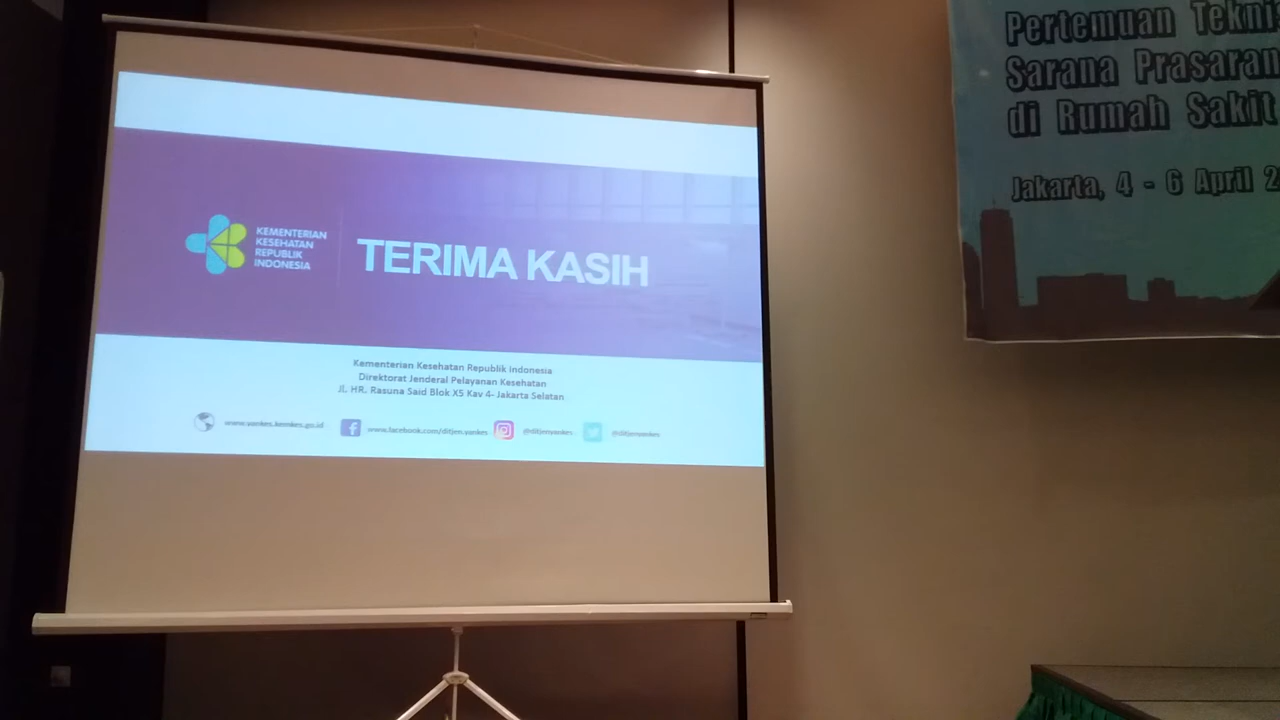 KEMENTERIAN
KESEHATAN
REPUBLIK
INDONESIA
TERIMA KASIH
Kementerian Kesehatan Republik Indonesia
Direktorat Jenderal Pelayanan Kesehatan
Jl. HR. Rasuna Said Blok X5 Kav 4- Jakarta Selatan
www.yankes.kemkes.go.id
www.facebook.com/ditjen.yankes
@ditjenyankes
@ditjenyankes
Pertemuan Teknis
Sarana Prasaran
di Rumah Sakit
Jakarta, 4 - 6 April 2